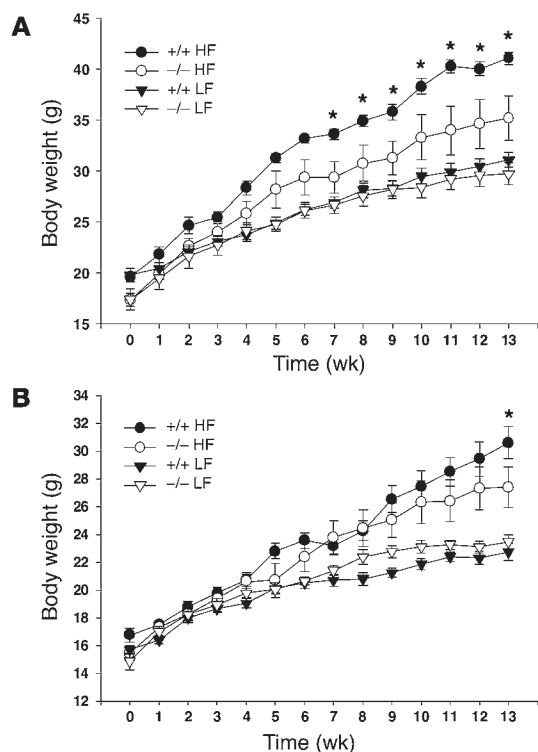 A
45
40
35
30
25
20
15
Body weight (g)
+/+ HF
−/− HF
+/+ LF
−/− LF
* * * * * * *
0 1 2 3 4 5 6 7 8 9 10 11 12 13
Time (wk)
B
34
32
30
28
26
24
22
20
18
16
14
12
Body weight (g)
+/+ HF
−/− HF
+/+ LF
−/− LF
*
0 1 2 3 4 5 6 7 8 9 10 11 12 13
Time (wk)